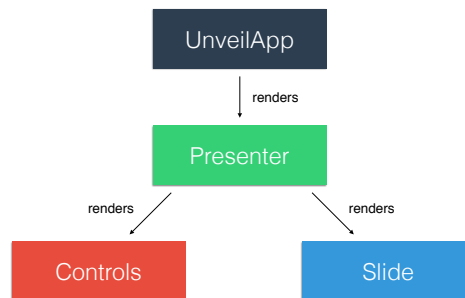 UnveilApp
renders
Presenter
renders
renders
Controls
Slide